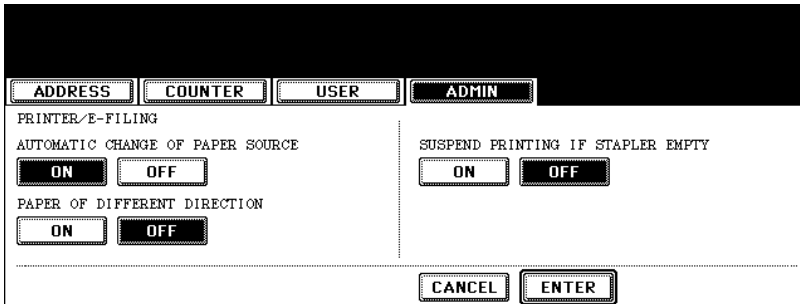 ADDRESS COUNTER USER ADMIN
PRINTER/E-FILING
AUTOMATIC CHANGE OF PAPER SOURCE
ON OFF
PAPER OF DIFFERENT DIRECTION
ON OFF
SUSPEND PRINTING IF STAPLER EMPTY
ON OFF
CANCEL ENTER